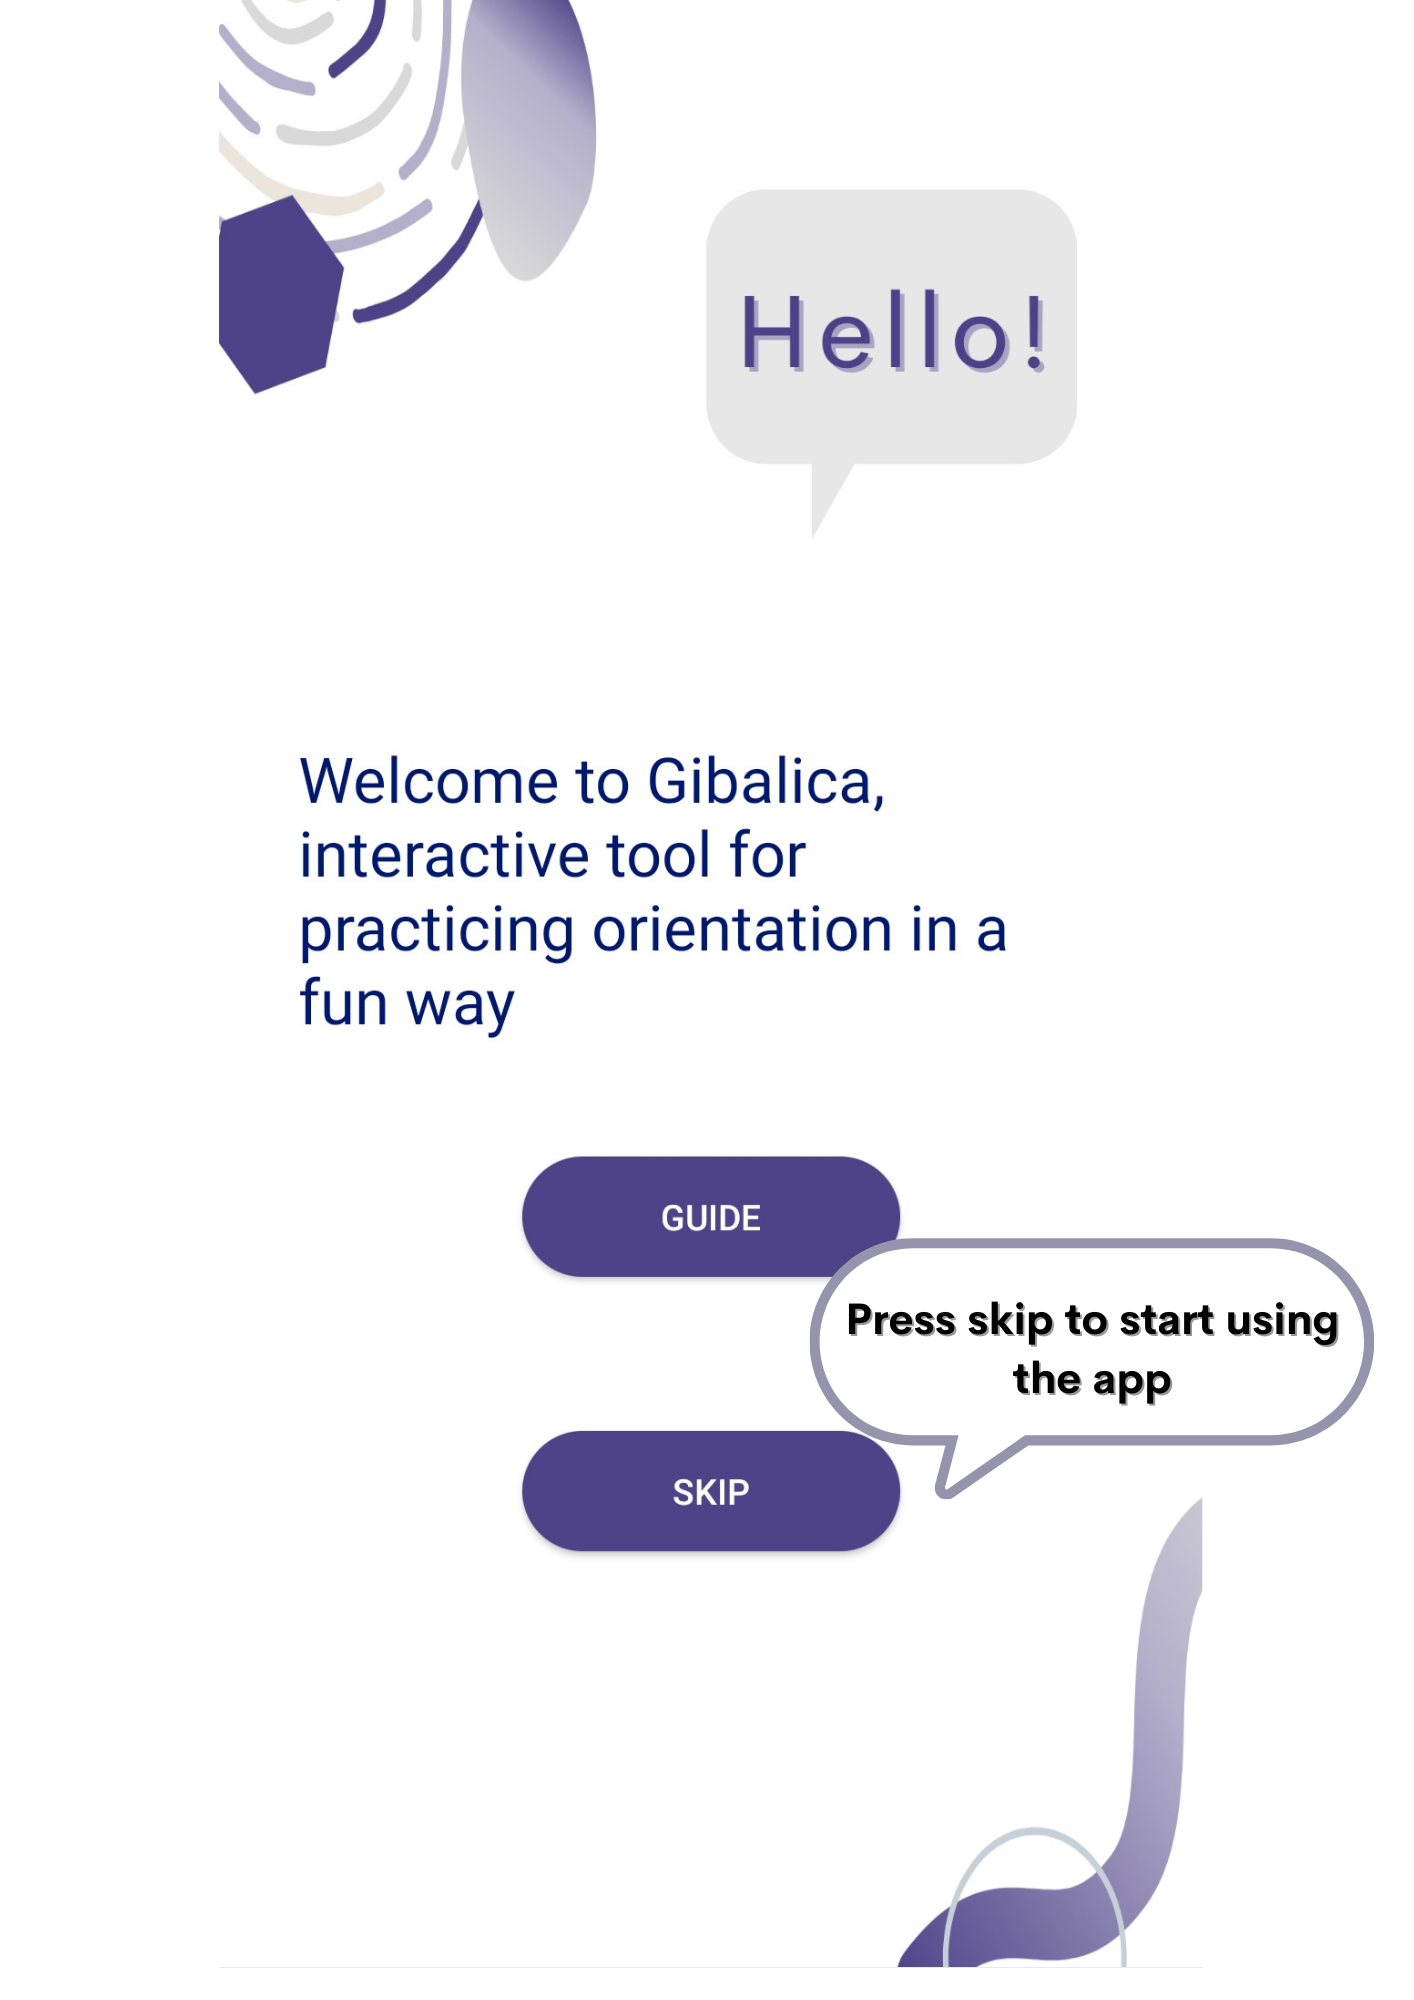 Hello!
Welcome to Gibalica,
interactive tool for
practicing orientation in a
fun way
GUIDE
Press skip to start using
the app
SKIP